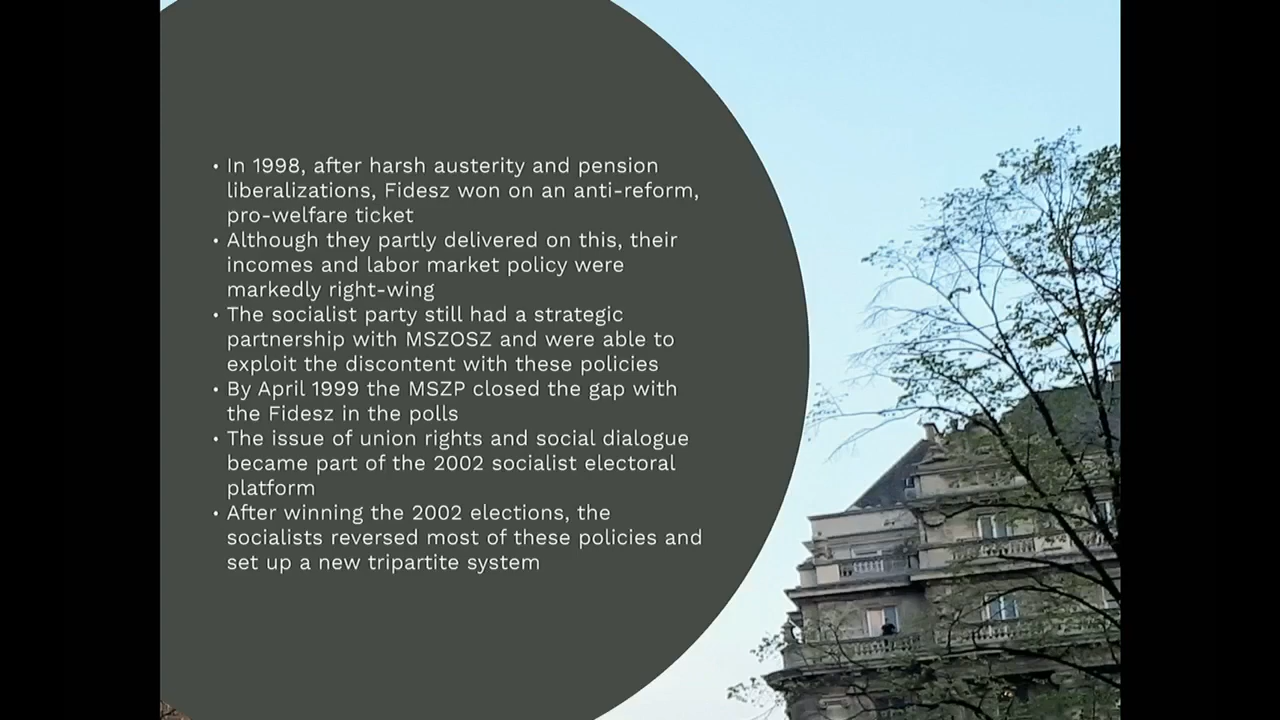 • In 1998, after harsh austerity and pension
liberalizations, Fidesz won on an anti-reform,
pro-welfare ticket
• Although they partly delivered on this, their
incomes and labor market policy were
markedly right-wing
• The socialist party still had a strategic
partnership with MSZOSZ and were able to
exploit the discontent with these policies
• By April 1999 the MSZP closed the gap with
the Fidesz in the polls
• The issue of union rights and social dialogue
became part of the 2002 socialist electoral
platform
• After winning the 2002 elections, the
socialists reversed most of these policies and
set up a new tripartite system